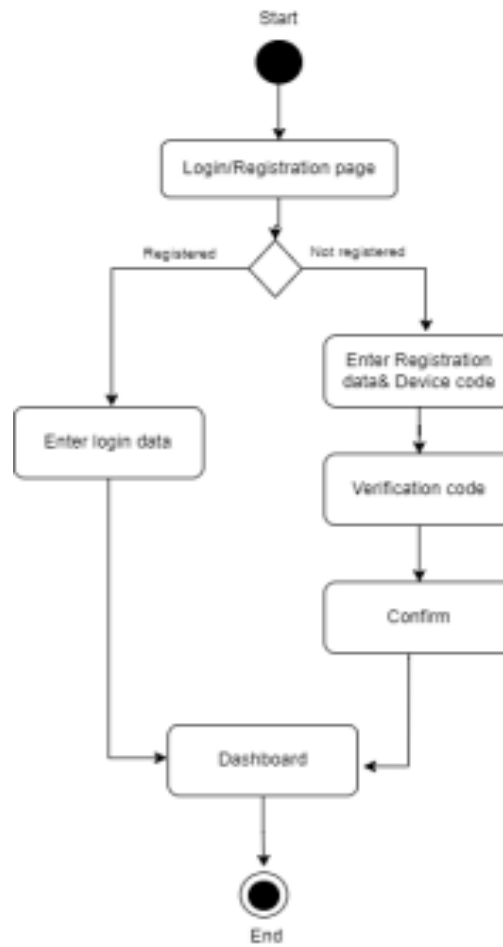 Start
Login/Registration page
Registered
Not registered
Enter Registration
data& Device code
Enter login data
Verification code
Confirm
Dashboard
End